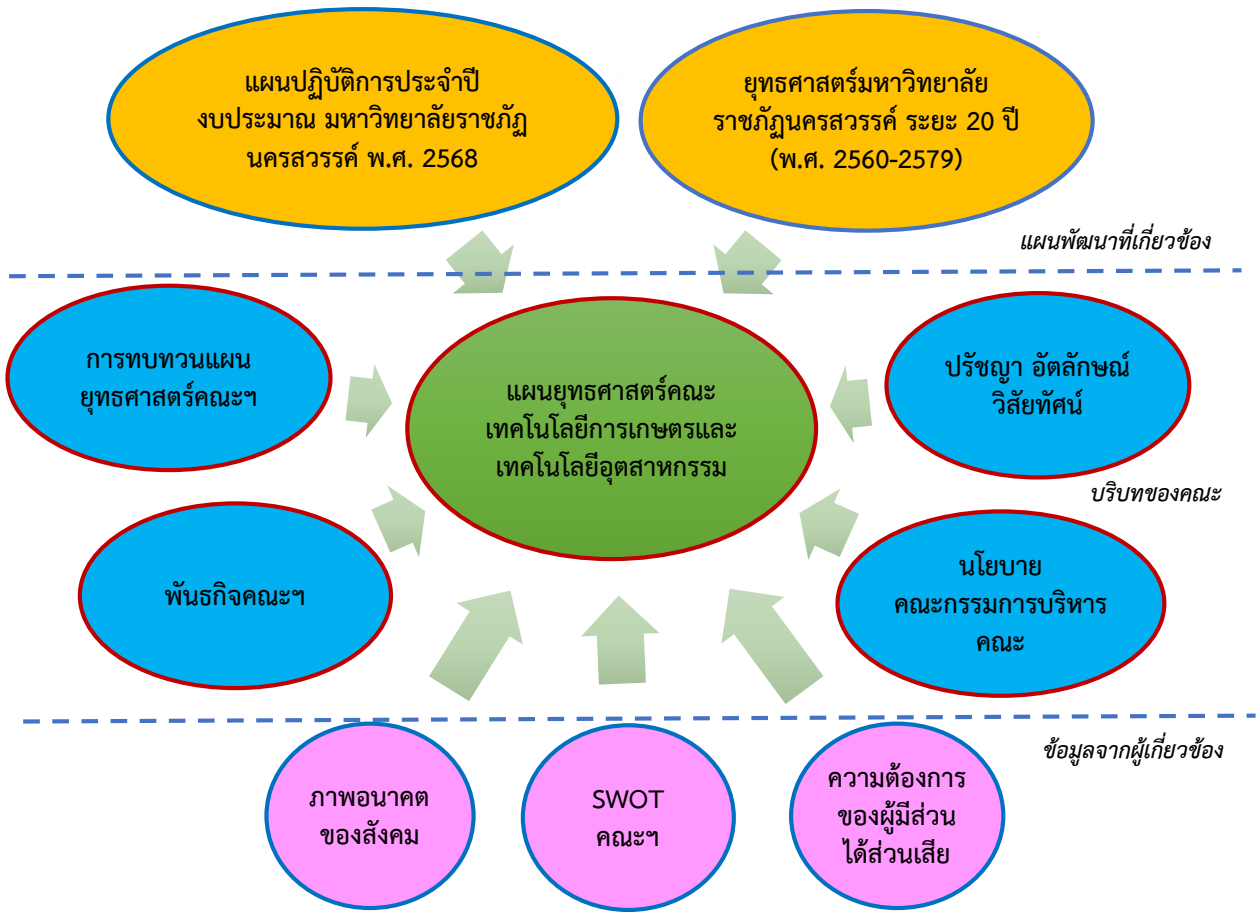 แผนปฏิบัติการประจำปี
งบประมาณ มหาวิทยาลัยราชภัฏ
นครสวรรค์ พ.ศ. 2568
ยุทธศาสตร์มหาวิทยาลัย
ราชภัฏนครสวรรค์ ระยะ 20 ปี
(พ.ศ. 2560-2579)
แผนพัฒนาที่เกี่ยวข้อง
การทบทวนแผน
ยุทธศาสตร์คณะฯ
แผนยุทธศาสตร์คณะ
เทคโนโลยีการเกษตรและ
เทคโนโลยีอุตสาหกรรม
ปรัชญา อัตลักษณ์
วิสัยทัศน์
บริบทของคณะ
พันธกิจคณะฯ
นโยบาย
คณะกรรมการบริหาร
คณะ
ข้อมูลจากผู้เกี่ยวข้อง
ภาพอนาคต
ของสังคม
SWOT
คณะฯ
ความต้องการ
ของผู้มีส่วน
ได้ส่วนเสีย